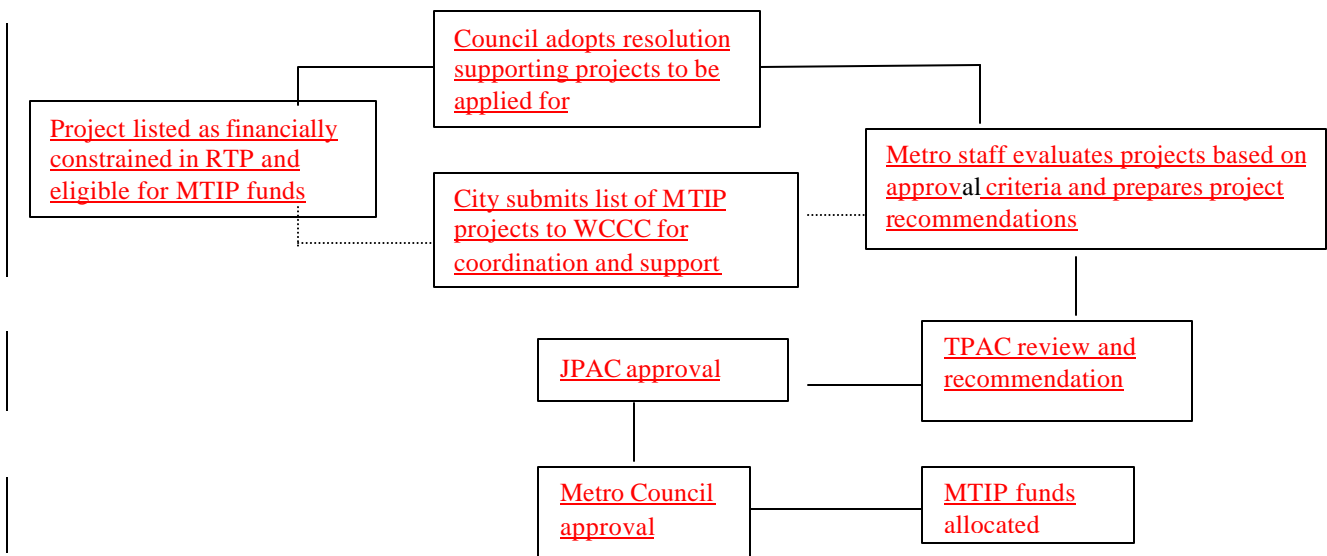 Council adopts resolution
supporting projects to be
applied for
Project listed as financially
constrained in RTP and
eligible for MTIP funds
Metro staff evaluates projects based on
approval criteria and prepares project
recommendations
City submits list of MTIP
projects to WCCC for
coordination and support
TPAC review and
recommendation
JPAC approval
Metro Council
approval
MTIP funds
allocated